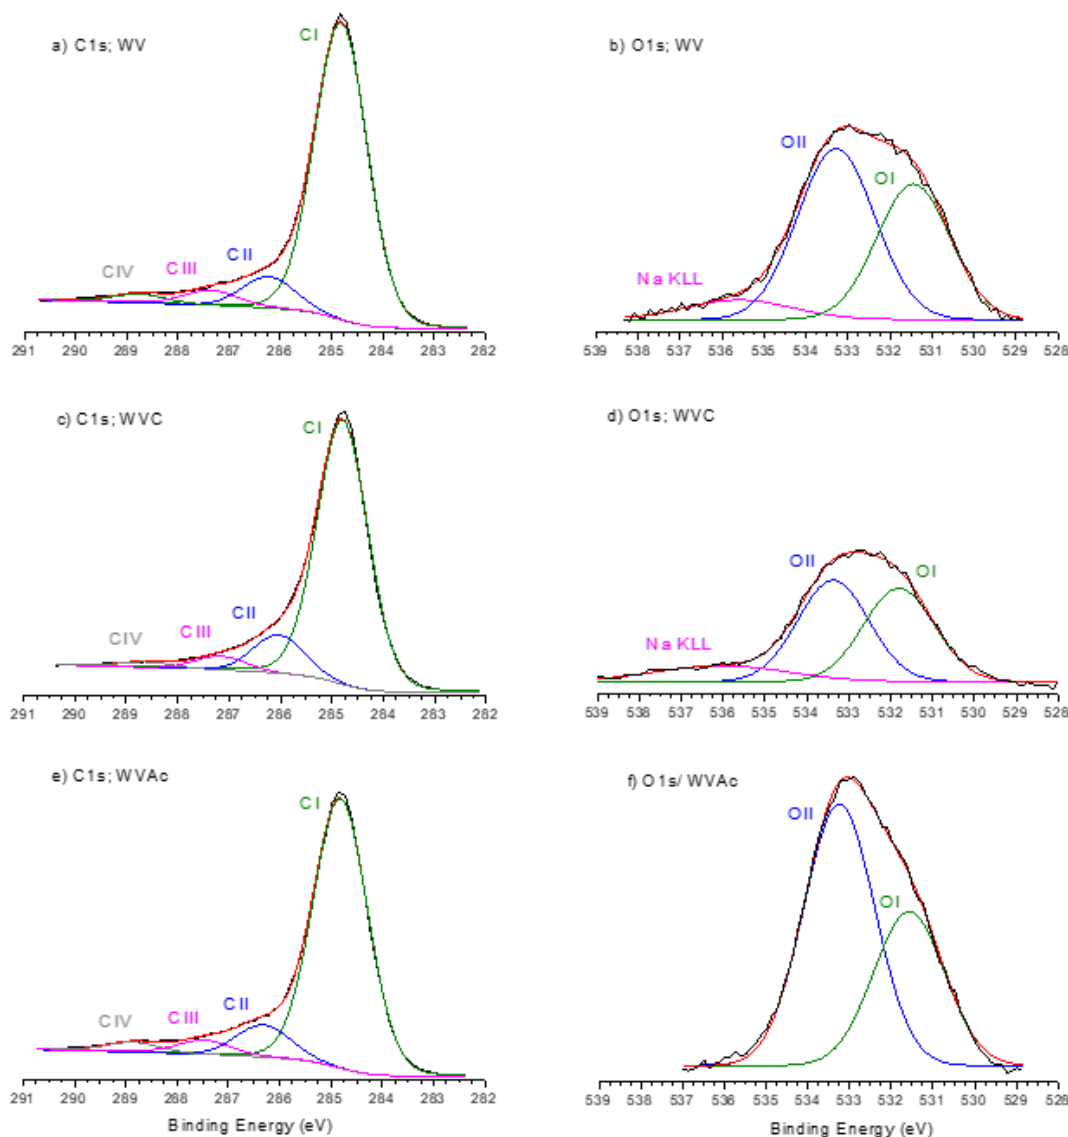 a) C1s; WV
CI
CII
CIII
CIV
291 290 289 288 287 286 285 284 283 282
b) O1s; WV
OII
OI
Na KLL
539 538 537 536 535 534 533 532 531 530 529 528
c) C1s; WVC
CI
CII
CIII
CIV
291 290 289 288 287 286 285 284 283 282
d) O1s; WVC
OII
OI
Na KLL
539 538 537 536 535 534 533 532 531 530 529 528
e) C1s; WVAc
CI
CII
CIII
CIV
291 290 289 288 287 286 285 284 283 282
Binding Energy (eV)
f) O1s/ WVAc
OII
OI
539 538 537 536 535 534 533 532 531 530 529 528
Binding Energy (eV)